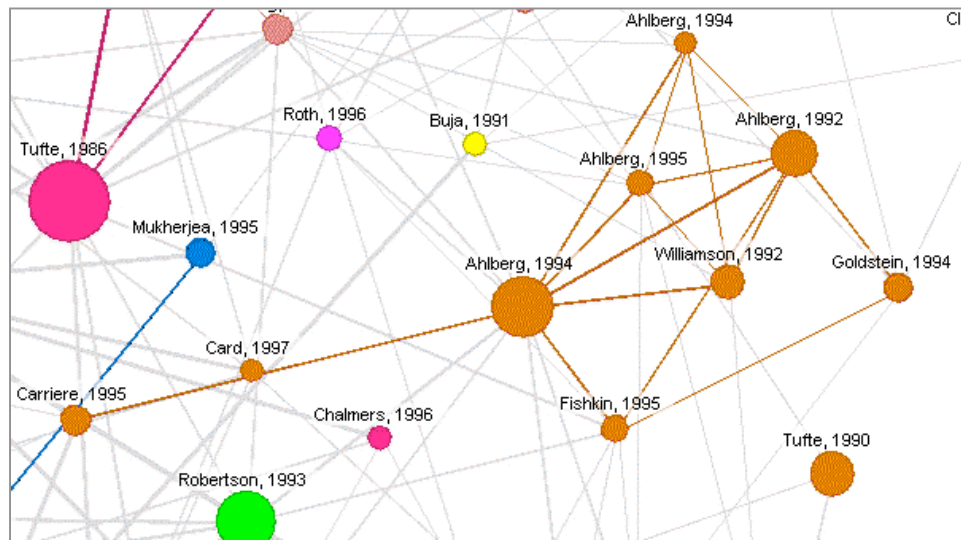 Ahlberg, 1994
Cl
Roth, 1996
Buja, 1991
Ahlberg, 1992
Tufte, 1986
Ahlberg, 1995
Mukherjea, 1995
Williamson, 1992
Ahlberg, 1994
Goldstein, 1994
Card, 1997
Carriere, 1995
Chalmers, 1996
Fishkin, 1995
Tufte, 1990
Robertson, 1993